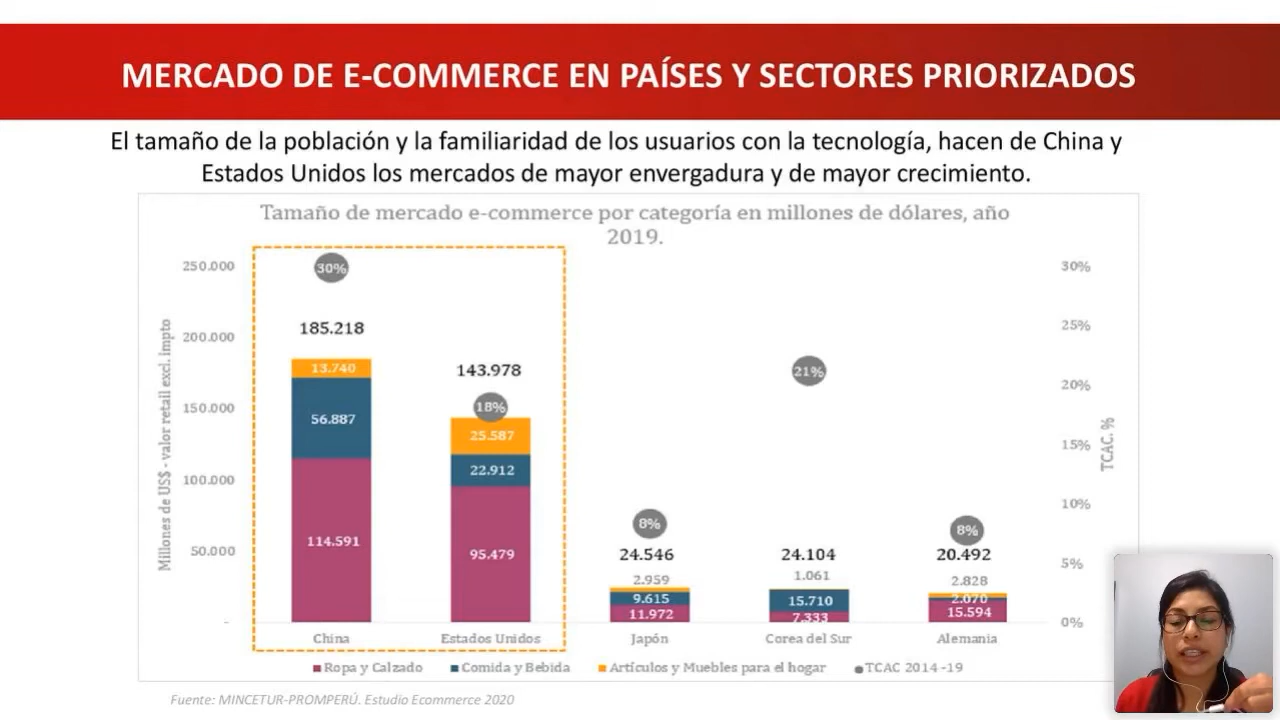 MERCADO DE E-COMMERCE EN PAÍSES Y SECTORES PRIORIZADOS
El tamaño de la población y la familiaridad de los usuarios con la tecnología, hacen de China y
Estados Unidos los mercados de mayor envergadura y de mayor crecimiento.
Tamaño de mercado e-commerce por categoría en millones de dólares, año
2019.
Millones de US$ - valor retail excl. impto
250.000
200.000
150.000
100.000
50.000
-
30%
185.218
13.740
56.887
114.591
143.978
18%
25.587
22.912
95.479
8%
24.546
2.959
9.615
11.972
21%
24.104
1.061
15.710
7.333
8%
20.492
2.828
2.070
15.594
30%
25%
20%
15%
10%
5%
0%
TCAC. %
China
Estados Unidos
Japón
Corea del Sur
Alemania
Ropa y Calzado
Comida y Bebida
Artículos y Muebles para el hogar
TCAC 2014-19
Fuente: MINCETUR-PROMPERÚ. Estudio Ecommerce 2020